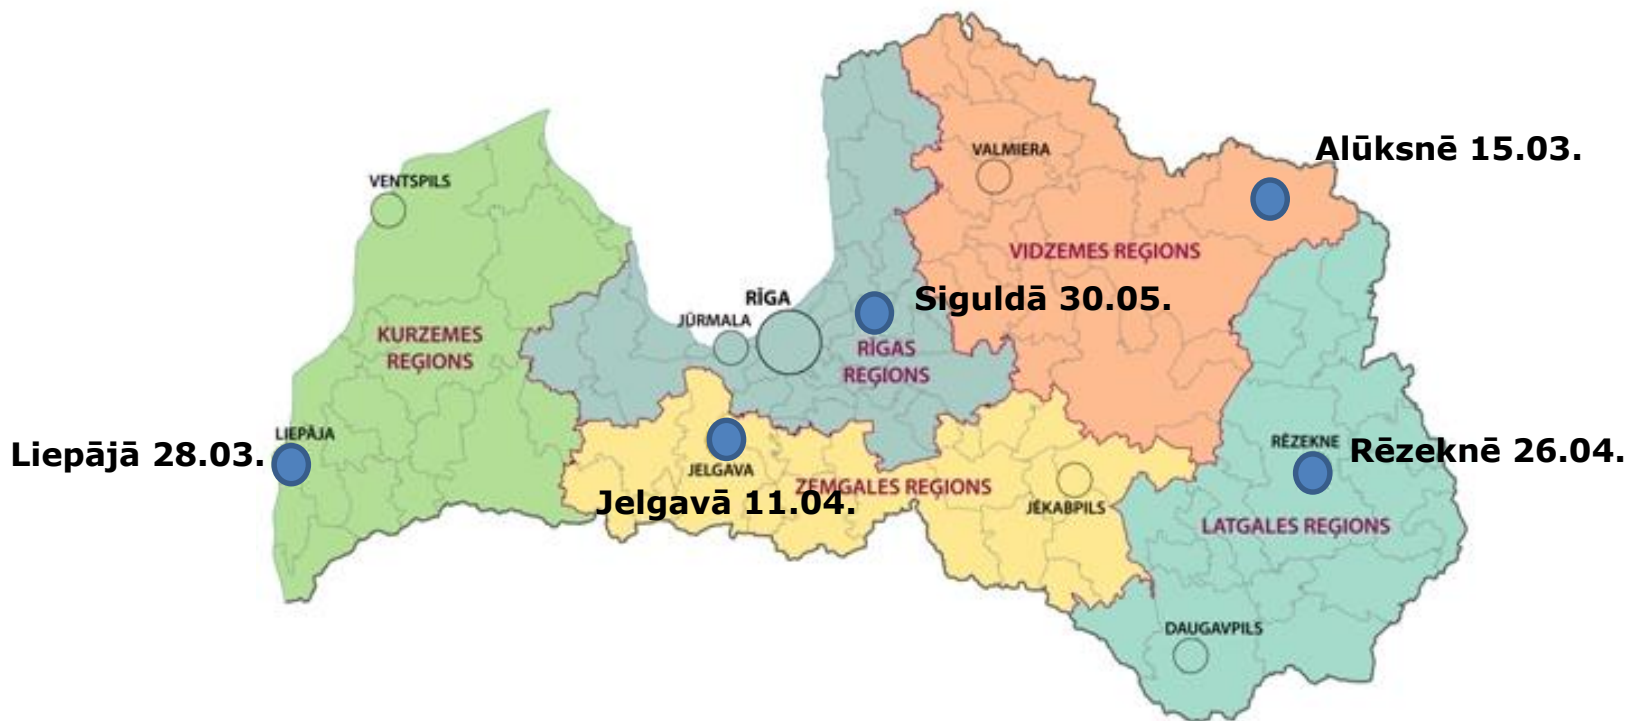 Alūksnē 15.03.
VALMIERA
VENTSPILS
VIDZEMES REĢIONS
Siguldā 30.05.
RĪGA
JŪRMALA
KURZEMES
REĢIONS
RĪGAS
REĢIONS
LIEPĀJA
Liepājā 28.03.
RĒZEKNE
Rēzeknē 26.04.
JELGAVA
ZEMGALES REĢIONS
Jelgavā 11.04.
JĒKABPILS
LATGALES REĢIONS
DAUGAVPILS